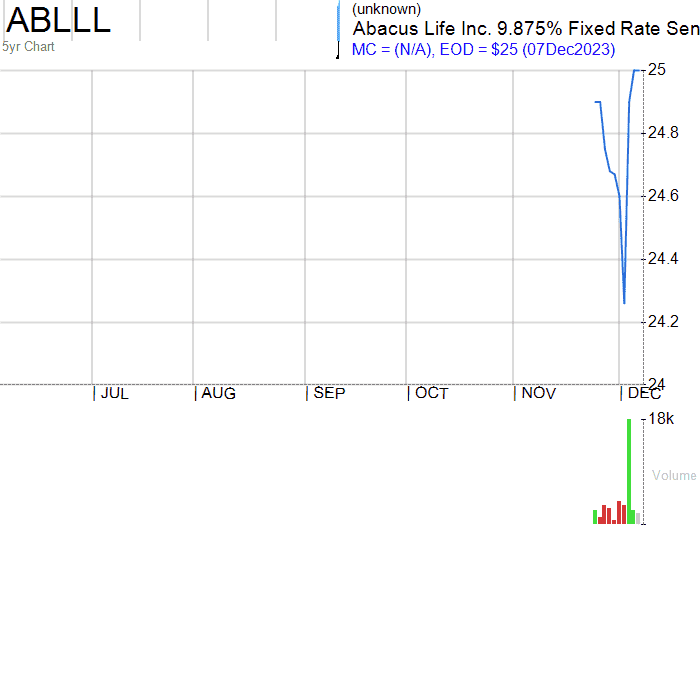 ABLLL
5yr Chart
(unknown)
Abacus Life Inc. 9.875% Fixed Rate Sen
MC = (N/A), EOD = $25 (07Dec2023)
25
24.8
24.6
24.4
24.2
24
JUL AUG SEP OCT NOV DEC
18k
Volume